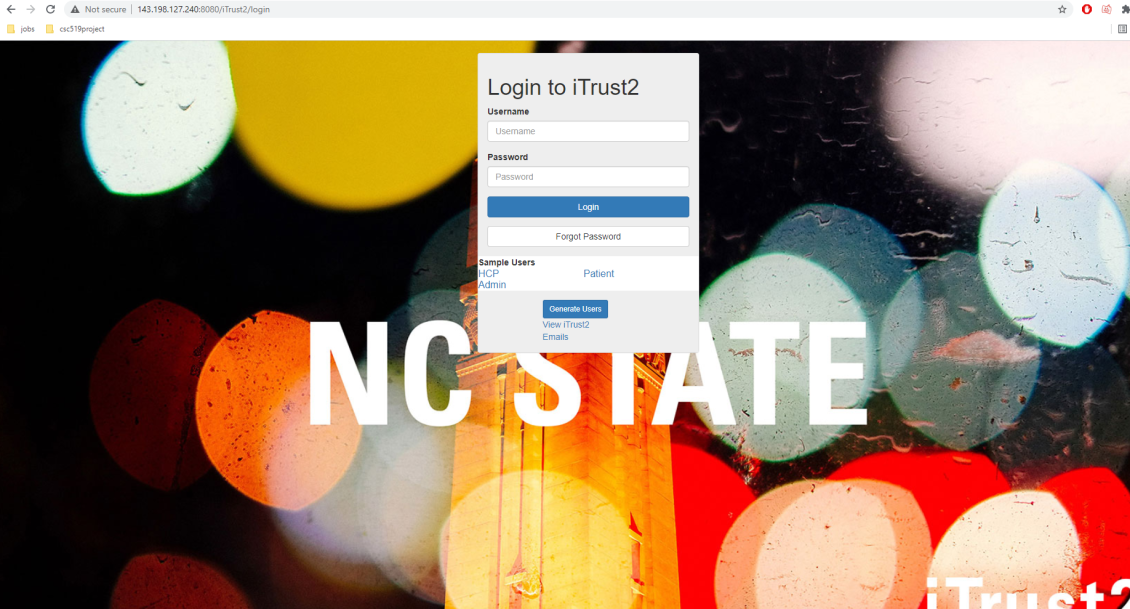 Not secure | 143.198.127.240:8080/iTrust2/login
jobs csc519project
Login to iTrust2
Username
Username
Password
Password
Login
Forgot Password
Sample Users
HCP Patient
Admin
Generate Users
View iTrust2
Emails
NC STATE
iTrust2